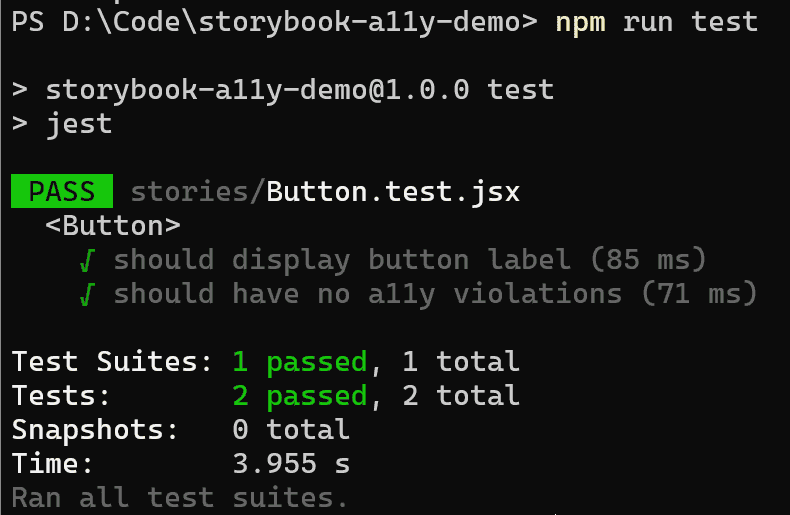 PS D:\Code\storybook-a11y-demo> npm run test
> storybook-a11y-demo@1.0.0 test
> jest
PASS stories/Button.test.jsx
<Button>
√ should display button label (85 ms)
√ should have no a11y violations (71 ms)
Test Suites: 1 passed, 1 total
Tests: 2 passed, 2 total
Snapshots: 0 total
Time: 3.955 s
Ran all test suites.